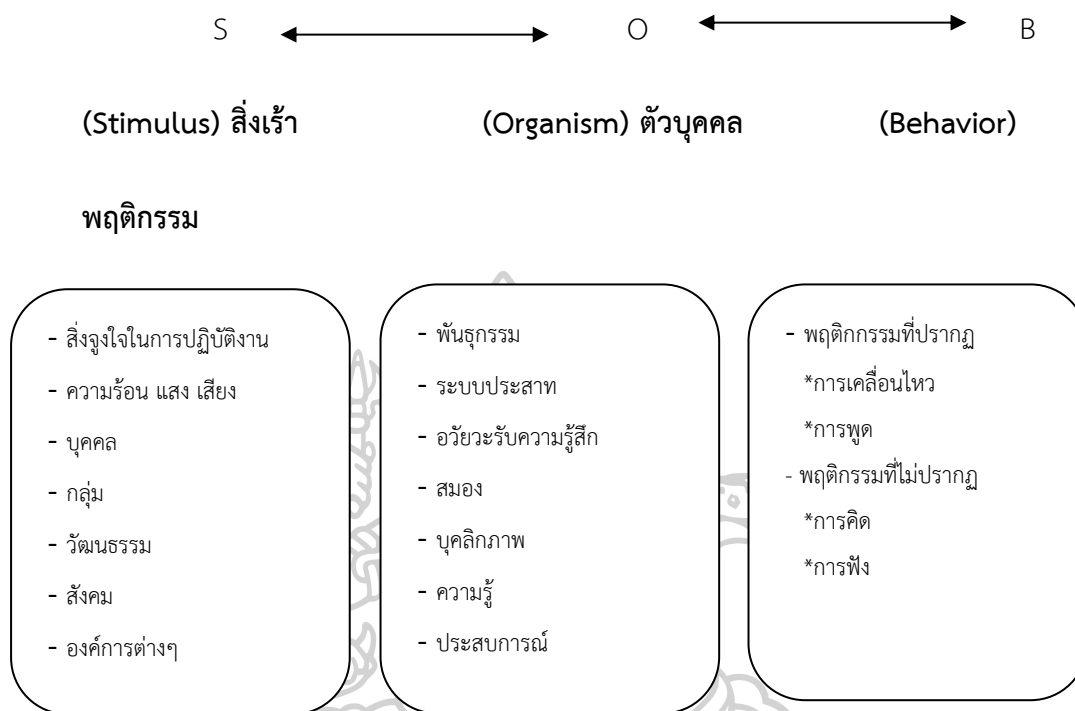 S O B
(Stimulus) สิ่งเร้า (Organism) ตัวบุคคล (Behavior)
พฤติกรรม
- สิ่งจูงใจในการปฏิบัติงาน
- ความร้อน แสง เสียง
- บุคคล
- กลุ่ม
- วัฒนธรรม
- สังคม
- องค์การต่างๆ
- พันธุกรรม
- ระบบประสาท
- อวัยวะรับความรู้สึก
- สมอง
- บุคลิกภาพ
- ความรู้
- ประสบการณ์
- พฤติกกรรมที่ปรากฏ
*การเคลื่อนไหว
*การพูด
- พฤติกรรมที่ไม่ปรากฏ
*การคิด
*การฟัง